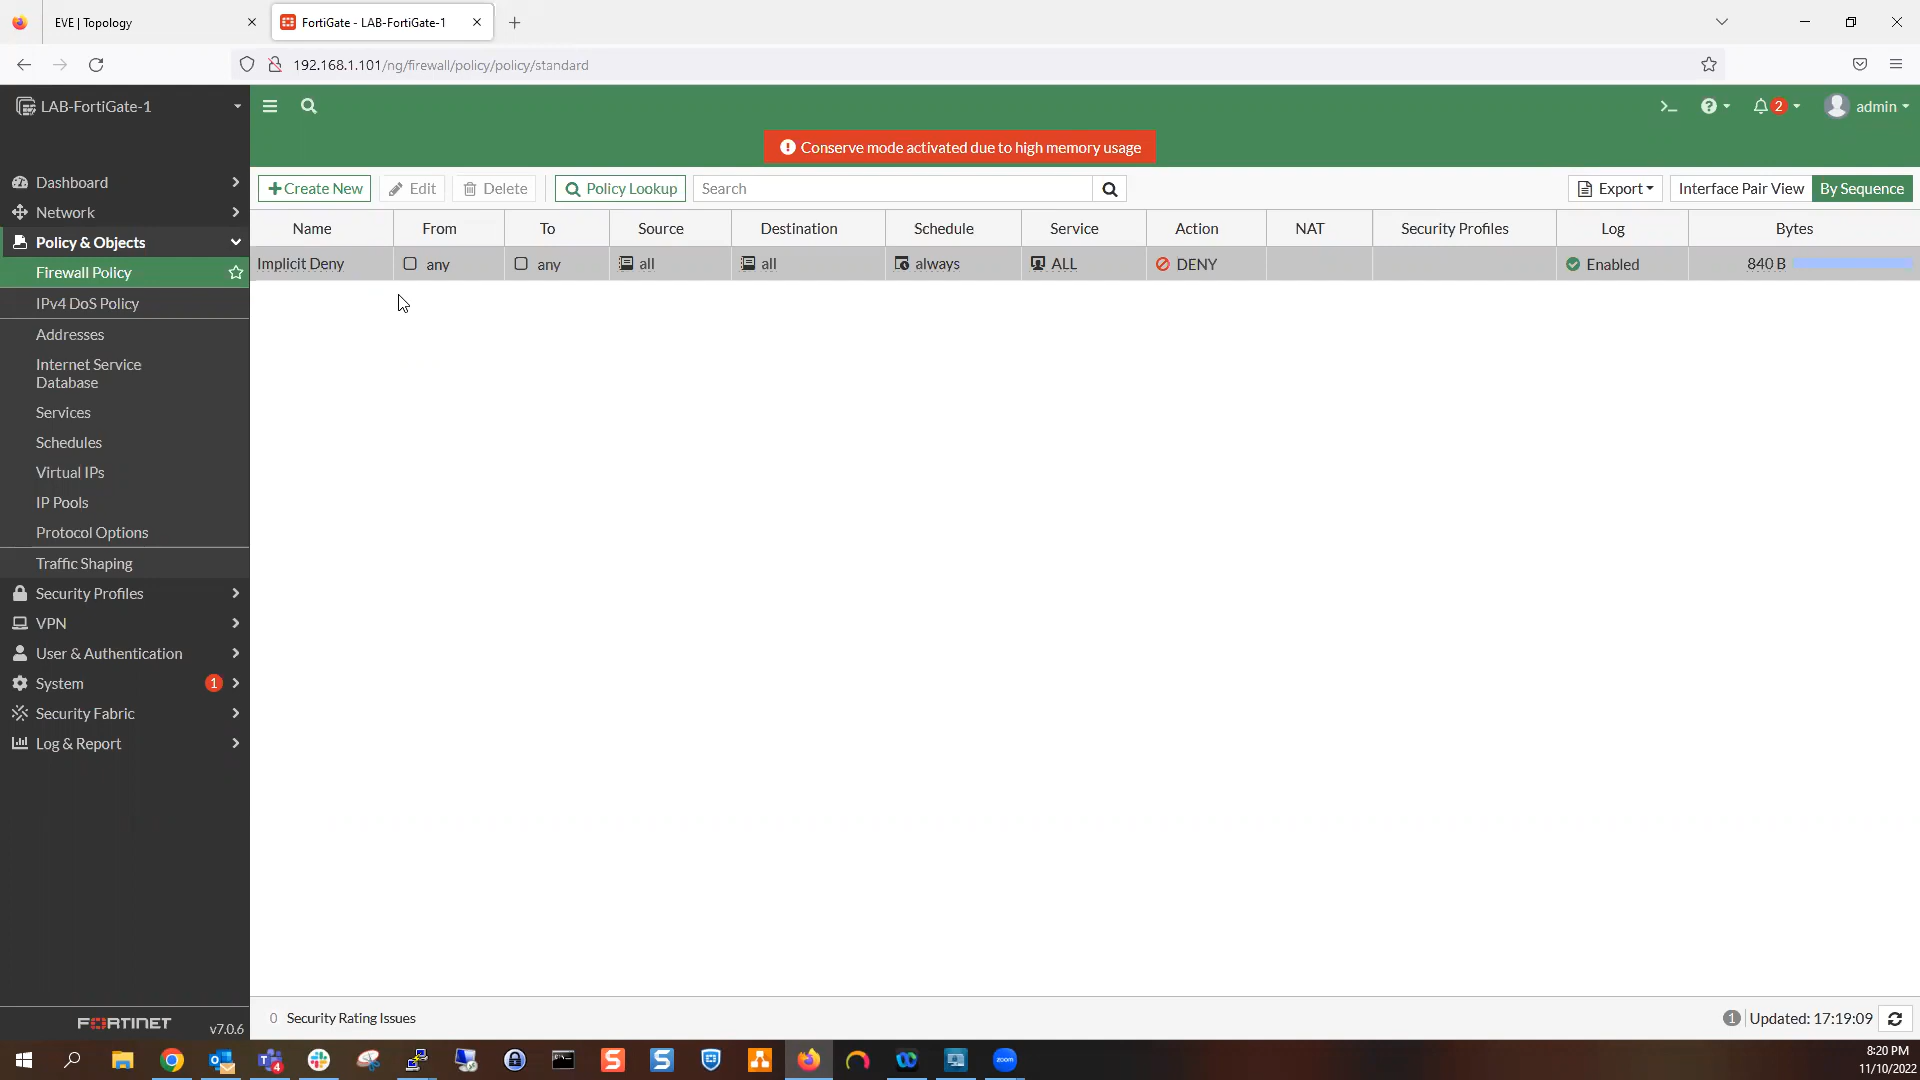 EVE | Topology
FortiGate - LAB-FortiGate-1
192.168.1.101/ng/firewall/policy/policy/standard
LAB-FortiGate-1
2
admin
Conserve mode activated due to high memory usage
Dashboard
Network
Policy & Objects
Firewall Policy
IPv4 DoS Policy
Addresses
Internet Service
Database
Services
Schedules
Virtual IPs
IP Pools
Protocol Options
Traffic Shaping
Security Profiles
VPN
User & Authentication
System 1
Security Fabric
Log & Report
FORTINET v7.0.6
Create New Edit Delete Policy Lookup Search Export Interface Pair View By Sequence
Name From To Source Destination Schedule Service Action NAT Security Profiles Log Bytes
Implicit Deny any any all all always ALL DENY Enabled 840 B
0 Security Rating Issues
1 Updated: 17:19:09
4
zoom
8:20 PM
11/10/2022